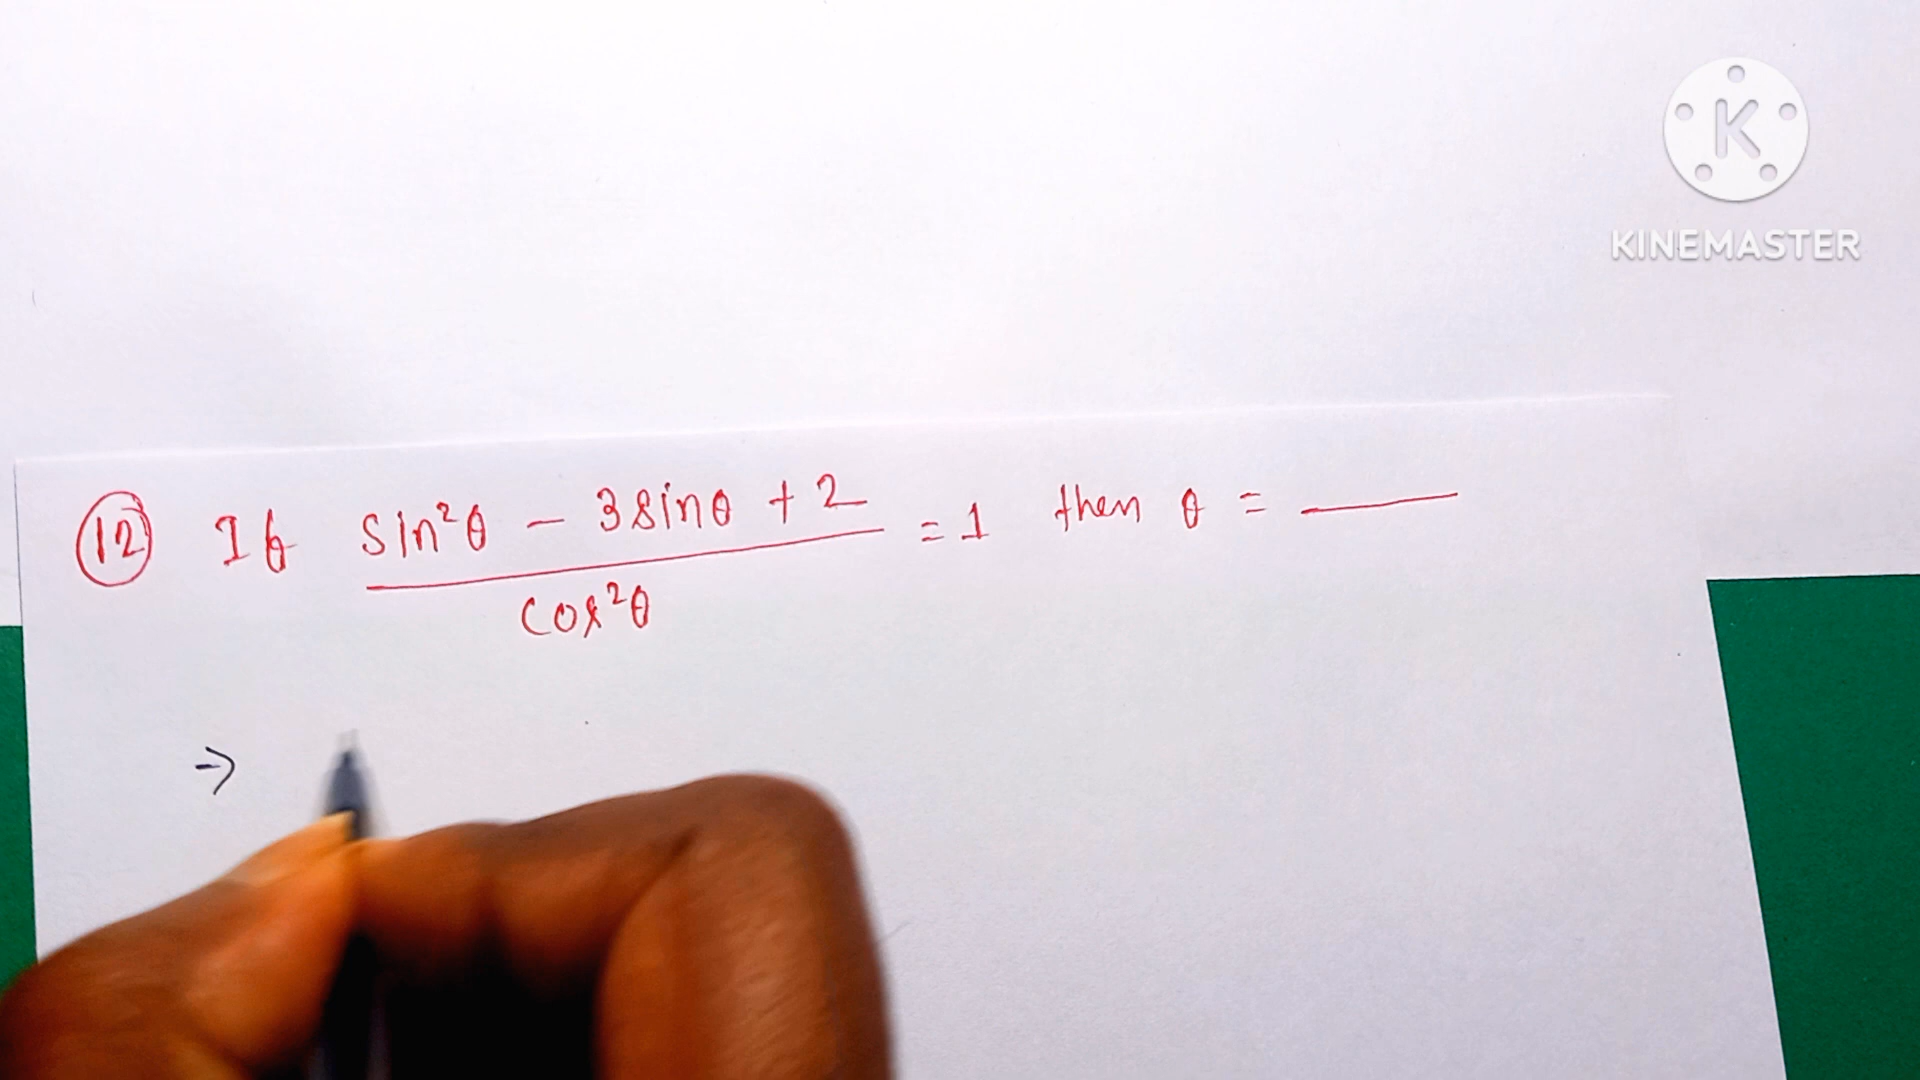 K
KINEMASTER
12 If sin²θ - 3sinθ + 2 = 1 then θ = ___
cos²θ
→